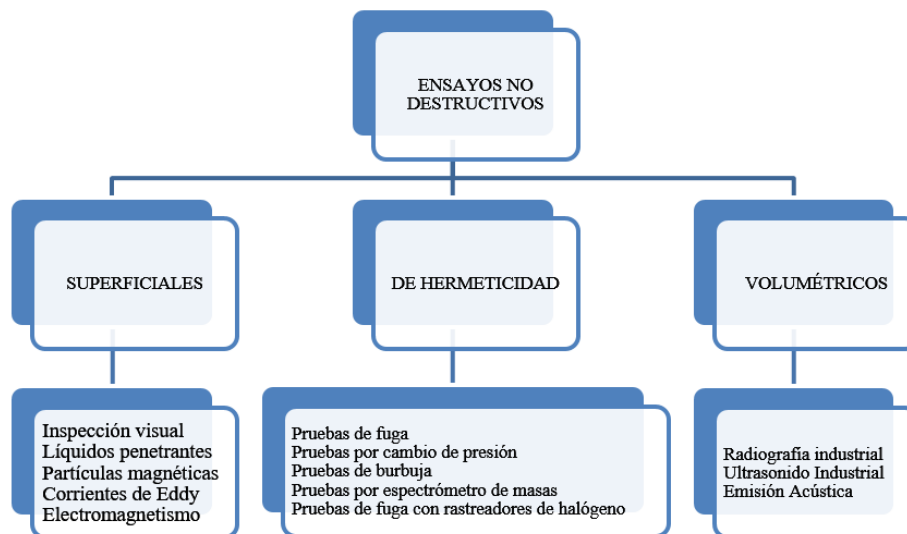 ENSAYOS NO
DESTRUCTIVOS
SUPERFICIALES
DE HERMETICIDAD
VOLUMÉTRICOS
Inspección visual
Líquidos penetrantes
Partículas magnéticas
Corrientes de Eddy
Electromagnetismo
Pruebas de fuga
Pruebas por cambio de presión
Pruebas de burbuja
Pruebas por espectrómetro de masas
Pruebas de fuga con rastreadores de halógeno
Radiografía industrial
Ultrasonido Industrial
Emisión Acústica